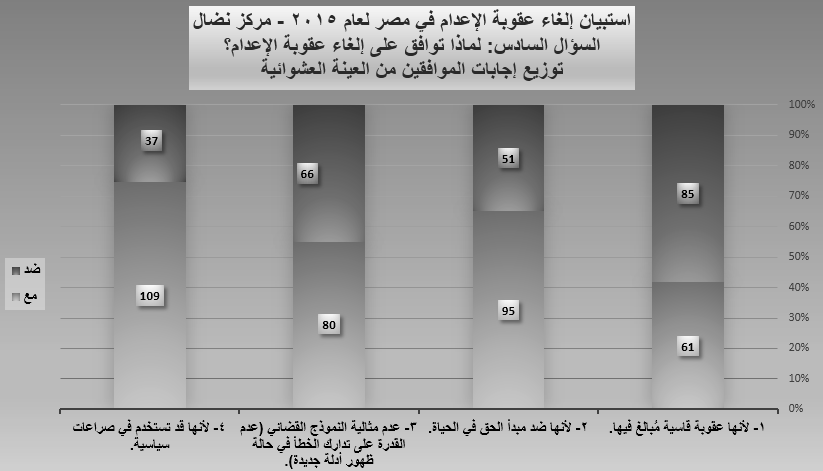 استبيان إلغاء عقوبة الإعدام في مصر لعام ٢٠١٥ - مركز نضال
السؤال السادس: لماذا توافق على إلغاء عقوبة الإعدام؟
توزيع إجابات الموافقين من العينة العشوائية
100%
90%
80%
70%
60%
50%
40%
30%
20%
10%
0%
85
61
51
95
66
80
37
109
١- لأنها عقوبة قاسية مُبالغ فيها.
٢- لأنها ضد مبدأ الحق في الحياة.
٣- عدم مثالية النموذج القضائي (عدم
القدرة على تدارك الخطأ في حالة
ظهور أدلة جديدة).
٤- لأنها قد تستخدم في صراعات
سياسية.
ضد
مع